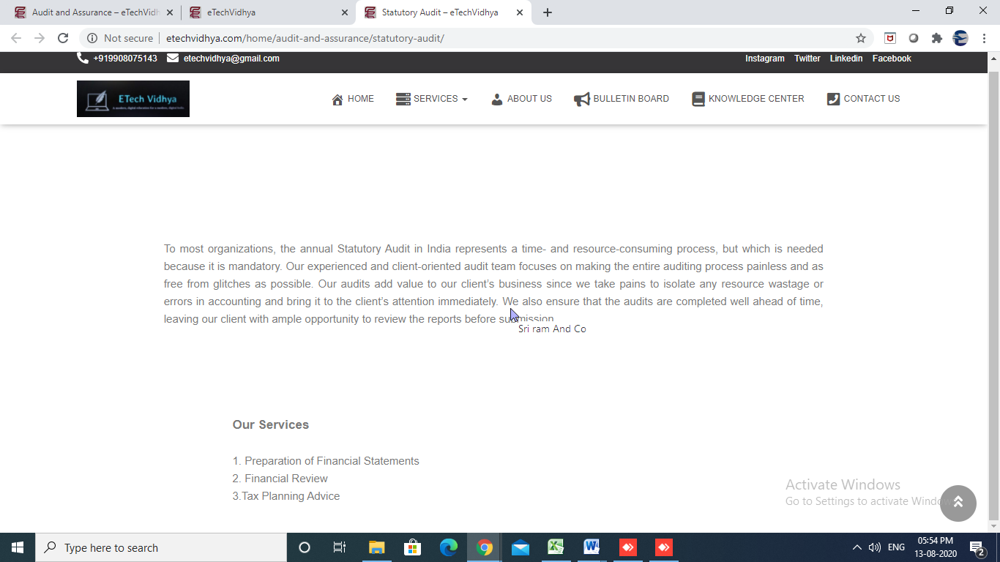 Audit and Assurance – eTechVidh
eTechVidhya
Statutory Audit – eTechVidhya
Not secure
etechvidhya.com/home/audit-and-assurance/statutory-audit/
+919908075143 etechvidhya@gmail.com
Instagram Twitter Linkedin Facebook
ETech Vidhya
HOME SERVICES ABOUT US BULLETIN BOARD KNOWLEDGE CENTER CONTACT US
To most organizations, the annual Statutory Audit in India represents a time- and resource-consuming process, but which is needed
because it is mandatory. Our experienced and client-oriented audit team focuses on making the entire auditing process painless and as
free from glitches as possible. Our audits add value to our client's business since we take pains to isolate any resource wastage or
errors in accounting and bring it to the client's attention immediately. We also ensure that the audits are completed well ahead of time,
leaving our client with ample opportunity to review the reports before submission.
Sri ram And Co
Our Services
1. Preparation of Financial Statements
2. Financial Review
3.Tax Planning Advice
Activate Windows
Go to Settings to activate Windows
Type here to search
ENG
05:54 PM
13-08-2020
2